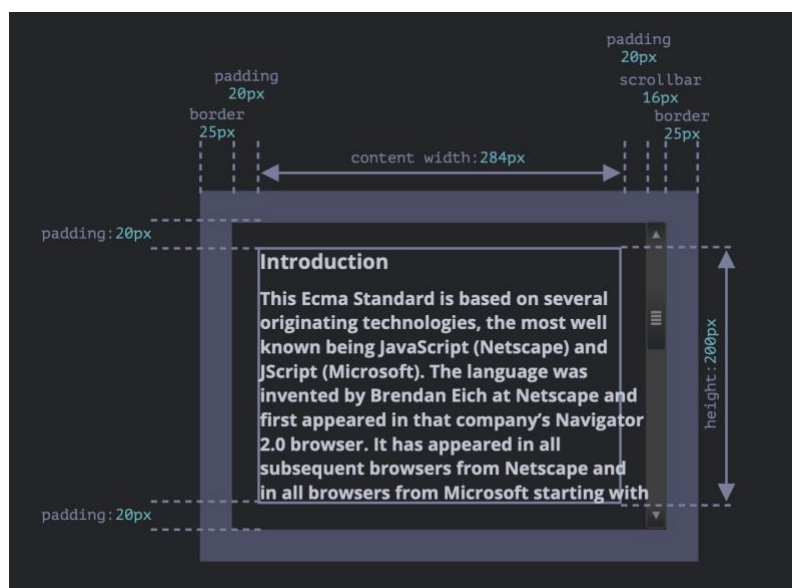 padding
20px
scrollbar
16px
border
25px
padding
20px
border
25px
content width:284px
padding:20px
Introduction
This Ecma Standard is based on several
originating technologies, the most well
known being JavaScript (Netscape) and
JScript (Microsoft). The language was
invented by Brendan Eich at Netscape and
first appeared in that company’s Navigator
2.0 browser. It has appeared in all
subsequent browsers from Netscape and
in all browsers from Microsoft starting with
height:200px
padding:20px